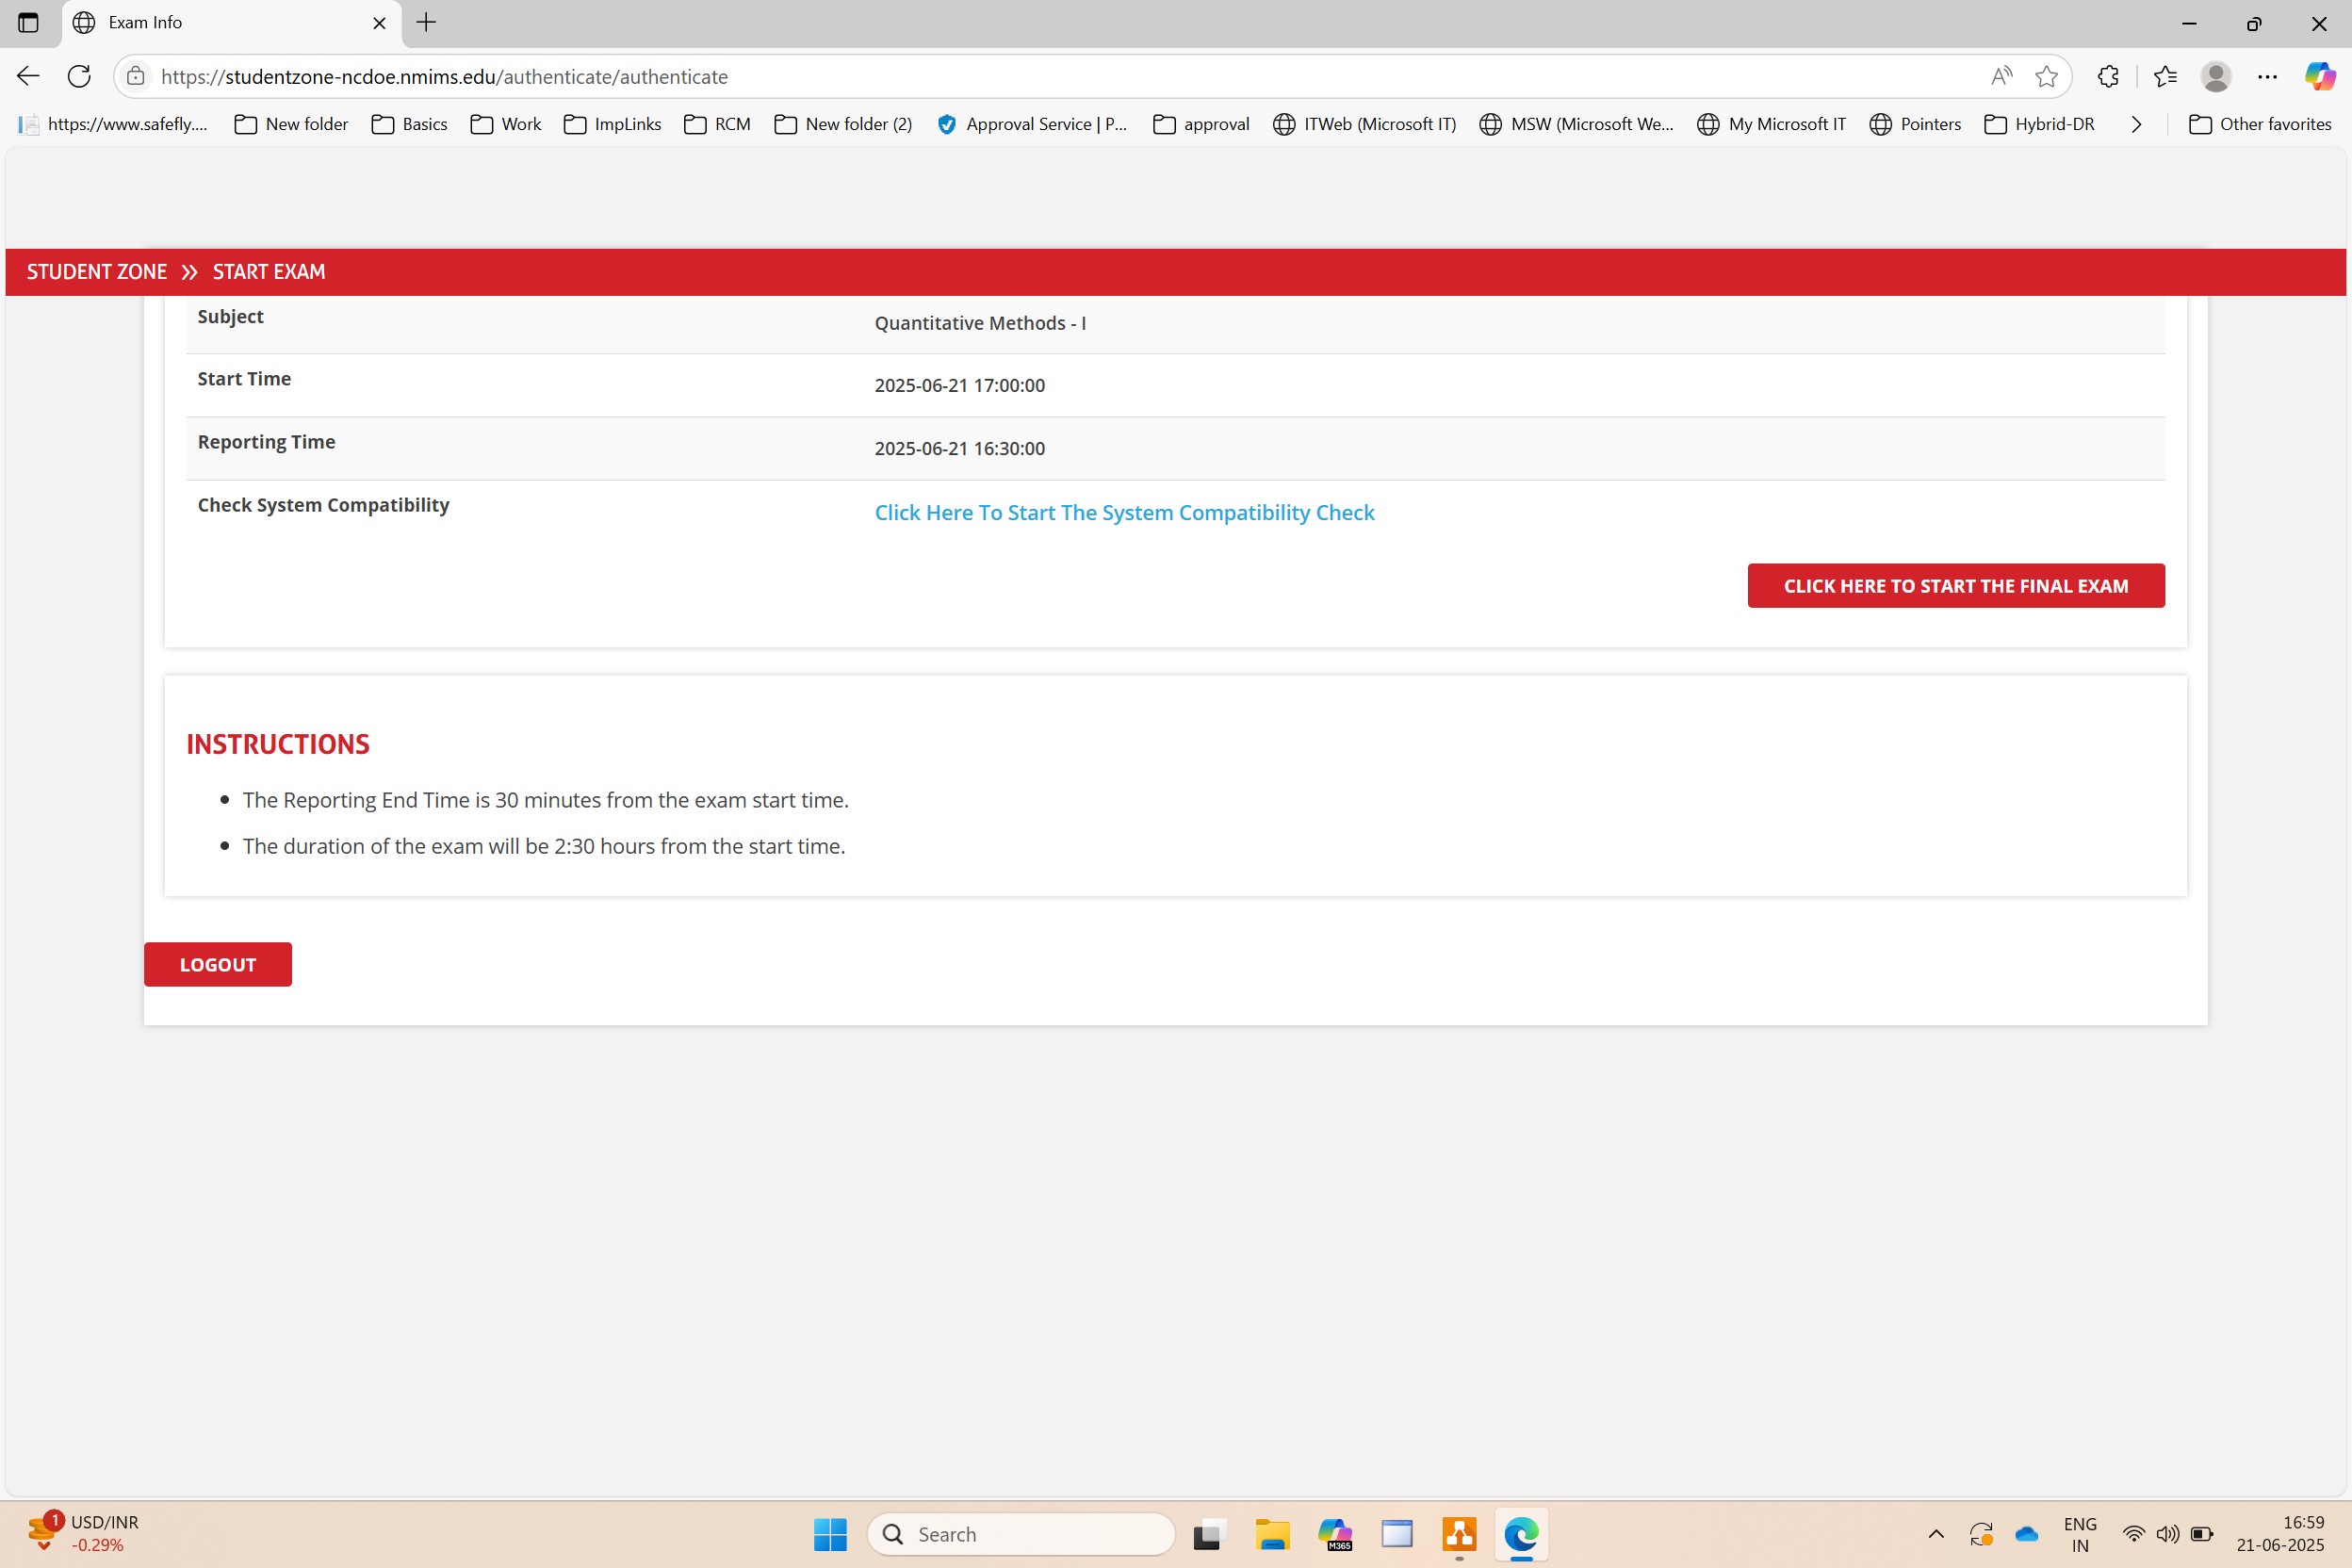 Exam Info
https://studentzone-ncdoe.nmims.edu/authenticate/authenticate
https://www.safefly.... New folder Basics Work ImpLinks RCM New folder (2) Approval Service | P... approval ITWeb (Microsoft IT) MSW (Microsoft We... My Microsoft IT Pointers Hybrid-DR Other favorites
STUDENT ZONE » START EXAM
Subject Quantitative Methods - I
Start Time 2025-06-21 17:00:00
Reporting Time 2025-06-21 16:30:00
Check System Compatibility Click Here To Start The System Compatibility Check
CLICK HERE TO START THE FINAL EXAM
INSTRUCTIONS
• The Reporting End Time is 30 minutes from the exam start time.
• The duration of the exam will be 2:30 hours from the start time.
LOGOUT
1 USD/INR
-0.29%
Search
M365
ENG
IN
16:59
21-06-2025